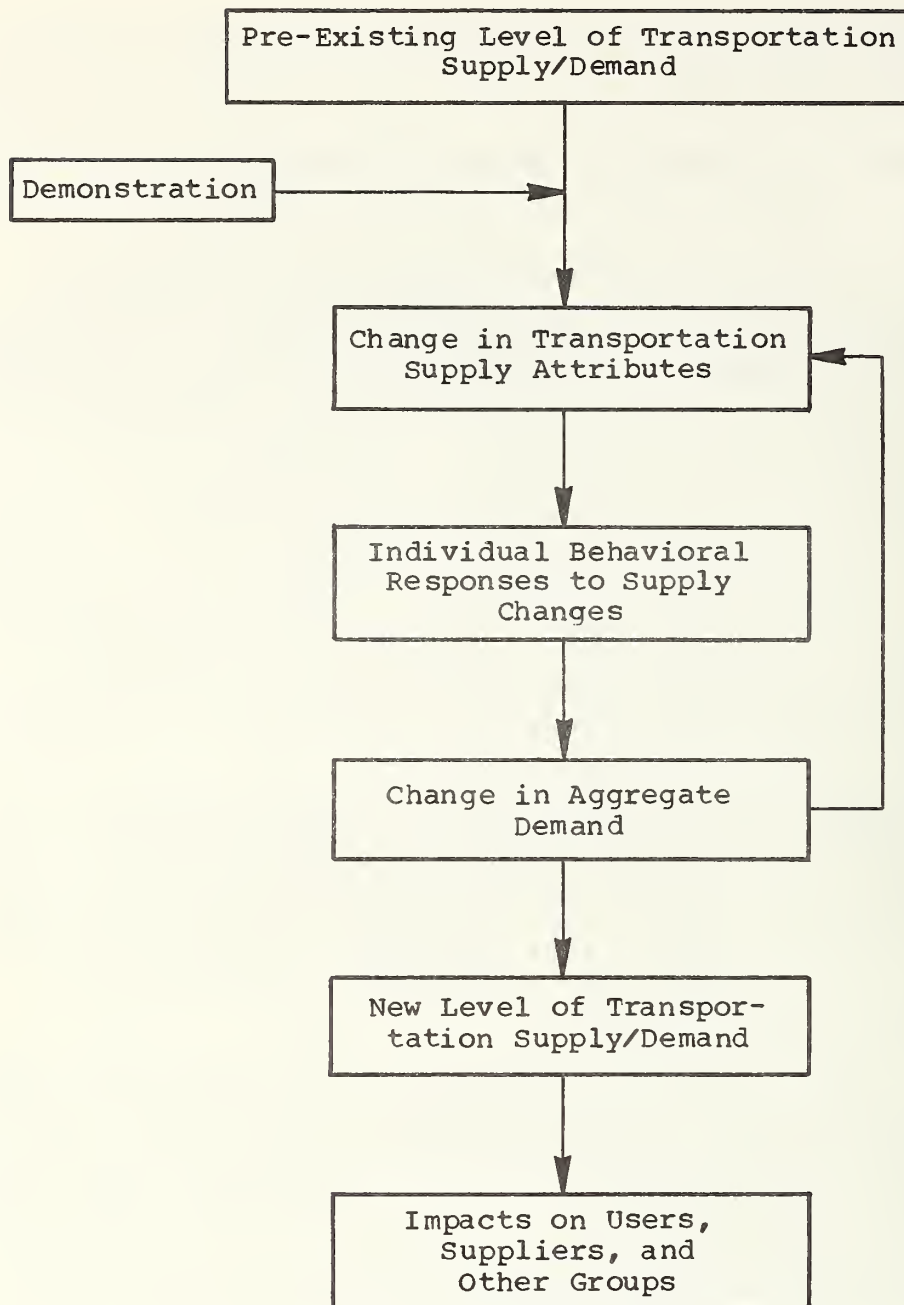 Pre-Existing Level of Transportation
Supply/Demand
Demonstration
Change in Transportation
Supply Attributes
Individual Behavioral
Responses to Supply
Changes
Change in Aggregate
Demand
New Level of Transpor-
tation Supply/Demand
Impacts on Users,
Suppliers, and
Other Groups